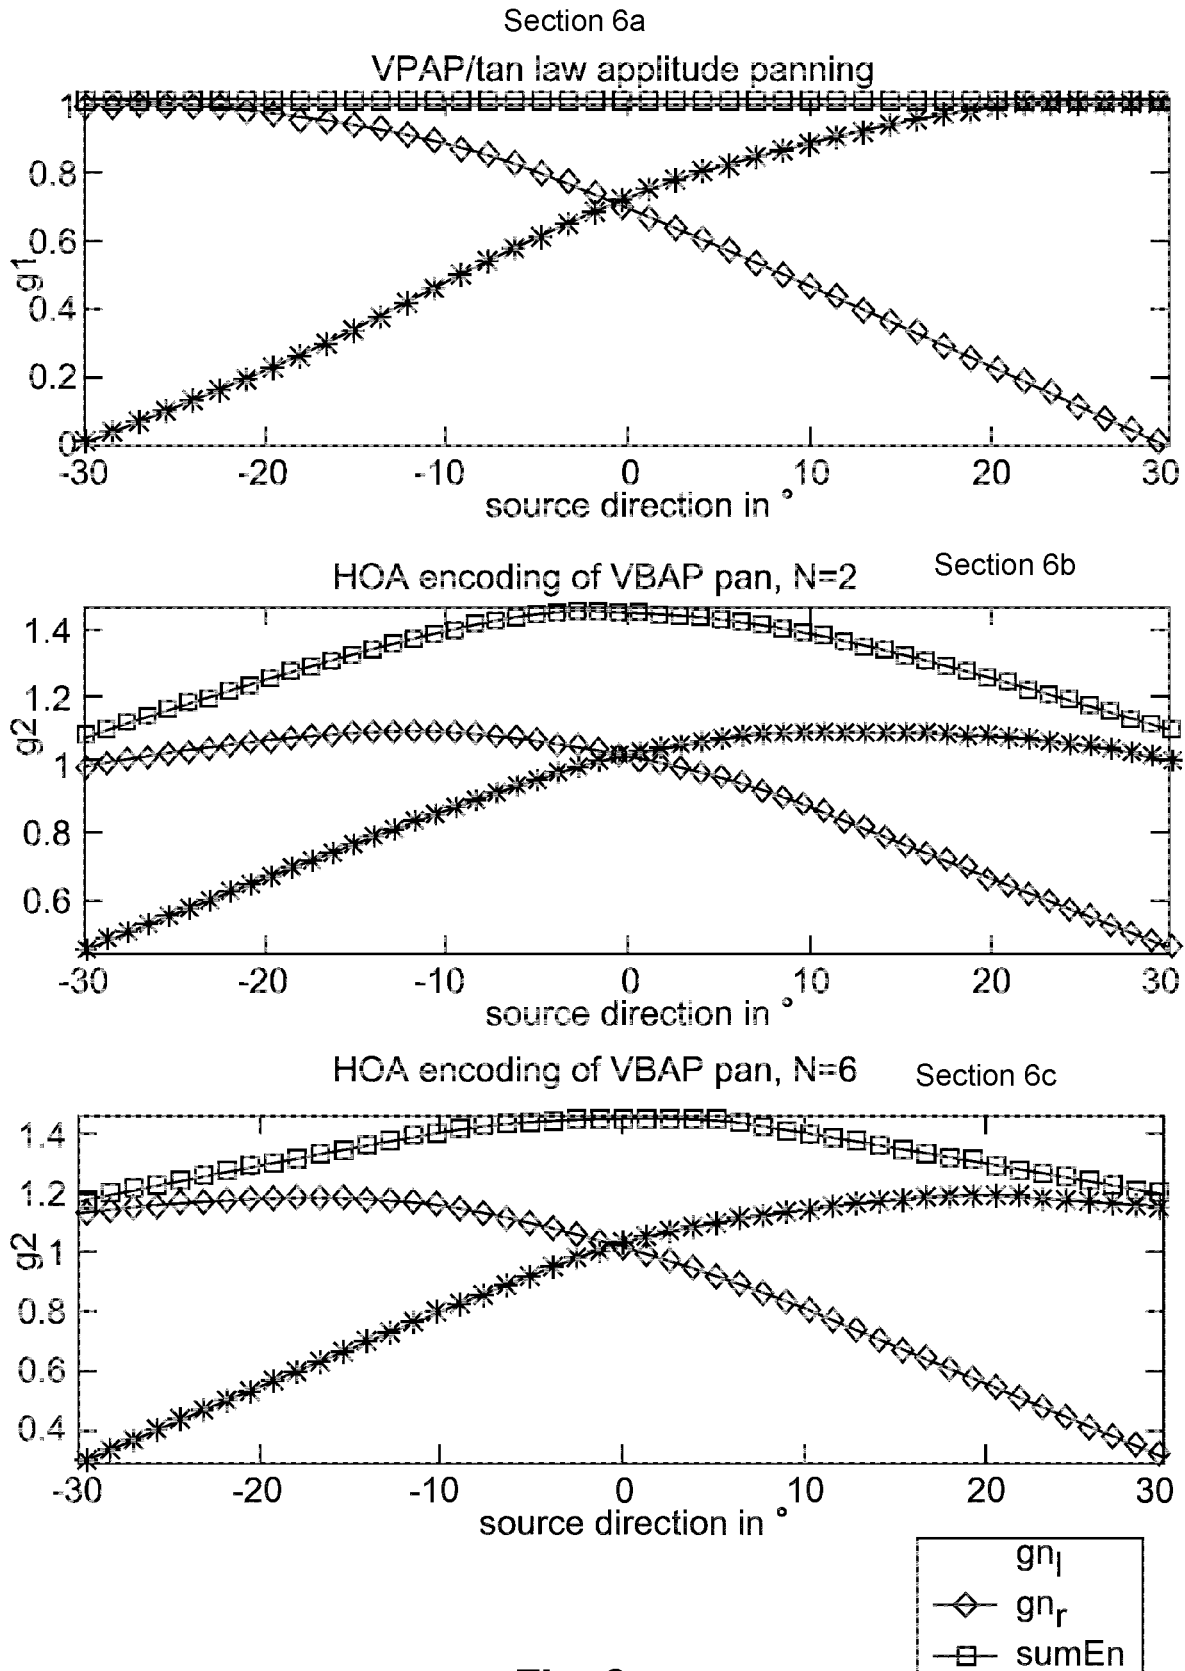 Section 6a
VPAP/tan law applitude panning
1
0.8
0.6
g1
0.4
0.2
0
-30 -20 -10 0 10 20 30
source direction in °
HOA encoding of VBAP pan, N=2 Section 6b
1.4
1.2
g2
1
0.8
0.6
-30 -20 -10 0 10 20 30
source direction in °
HOA encoding of VBAP pan, N=6 Section 6c
1.4
1.2
g2
1
0.8
0.6
0.4
-30 -20 -10 0 10 20 30
source direction in °
gn l
gn r
sumEn